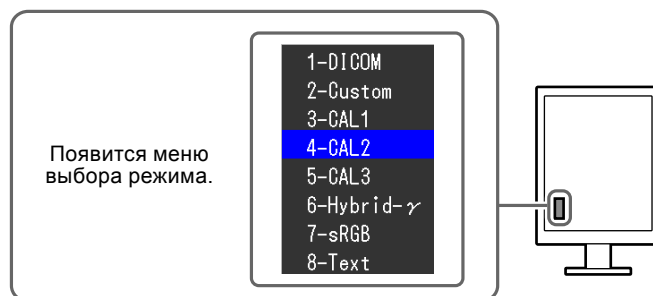 Появится меню
выбора режима.
1-DICOM
2-Custom
3-CAL1
4-CAL2
5-CAL3
6-Hybrid-γ
7-sRGB
8-Text